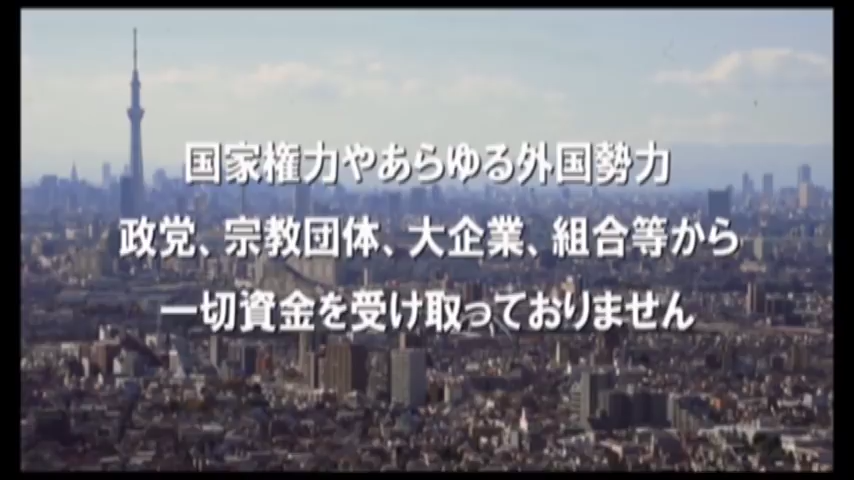 国家権力やあらゆる外国勢力
政党、宗教団体、大企業、組合等から
一切資金を受け取っておりません